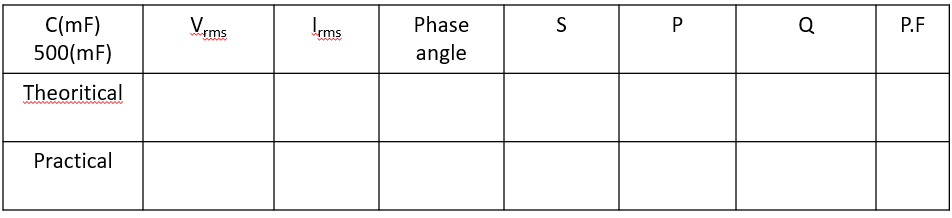 C(mF)
500(mF)
Vrms
Irms
Phase
angle
S
P
Q
P.F
Theoritical
Practical